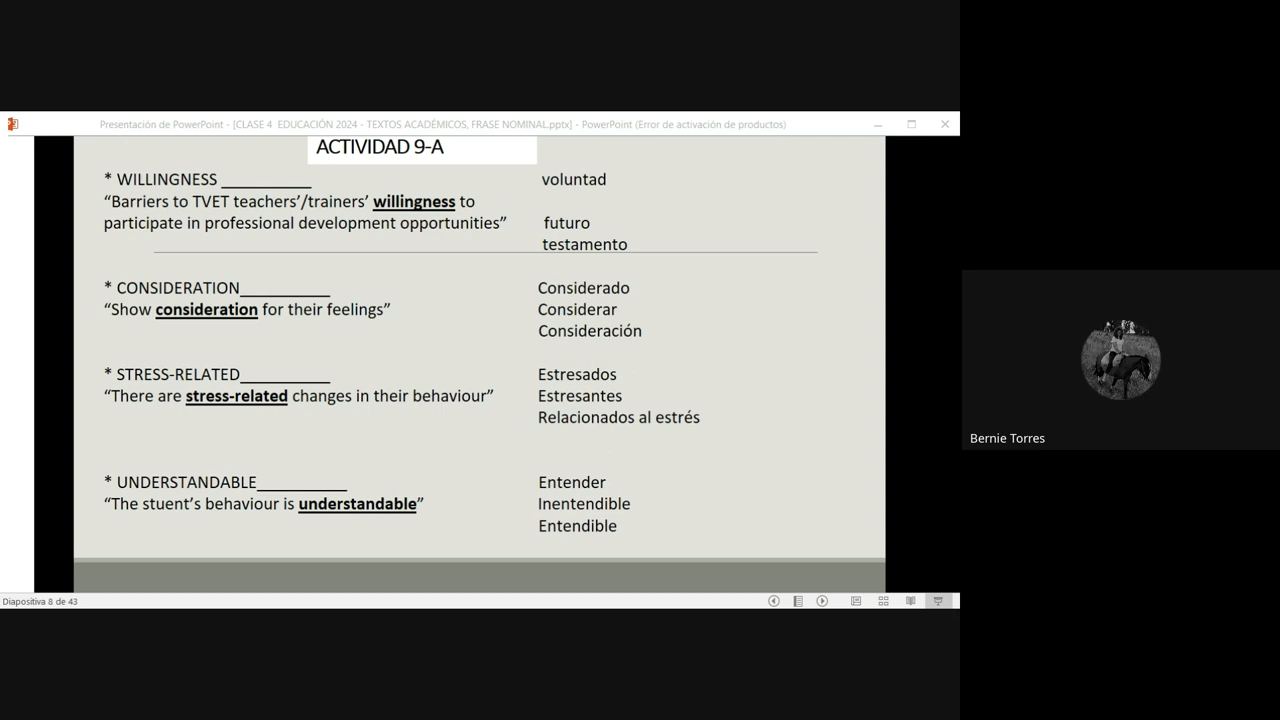 Presentación de PowerPoint - [CLASE 4 EDUCACIÓN 2024 - TEXTOS ACADÉMICOS, FRASE NOMINAL.pptx] - PowerPoint (Error de activación de productos)
ACTIVIDAD 9-A
* WILLINGNESS __________ voluntad
“Barriers to TVET teachers’/trainers’ willingness to
participate in professional development opportunities” futuro
testamento
* CONSIDERATION__________ Considerado
“Show consideration for their feelings” Considerar
Consideración
* STRESS-RELATED__________ Estresados
“There are stress-related changes in their behaviour” Estresantes
Relacionados al estrés
* UNDERSTANDABLE__________ Entender
“The stuent’s behaviour is understandable” Inentendible
Entendible
Bernie Torres
Diapositiva 8 de 43